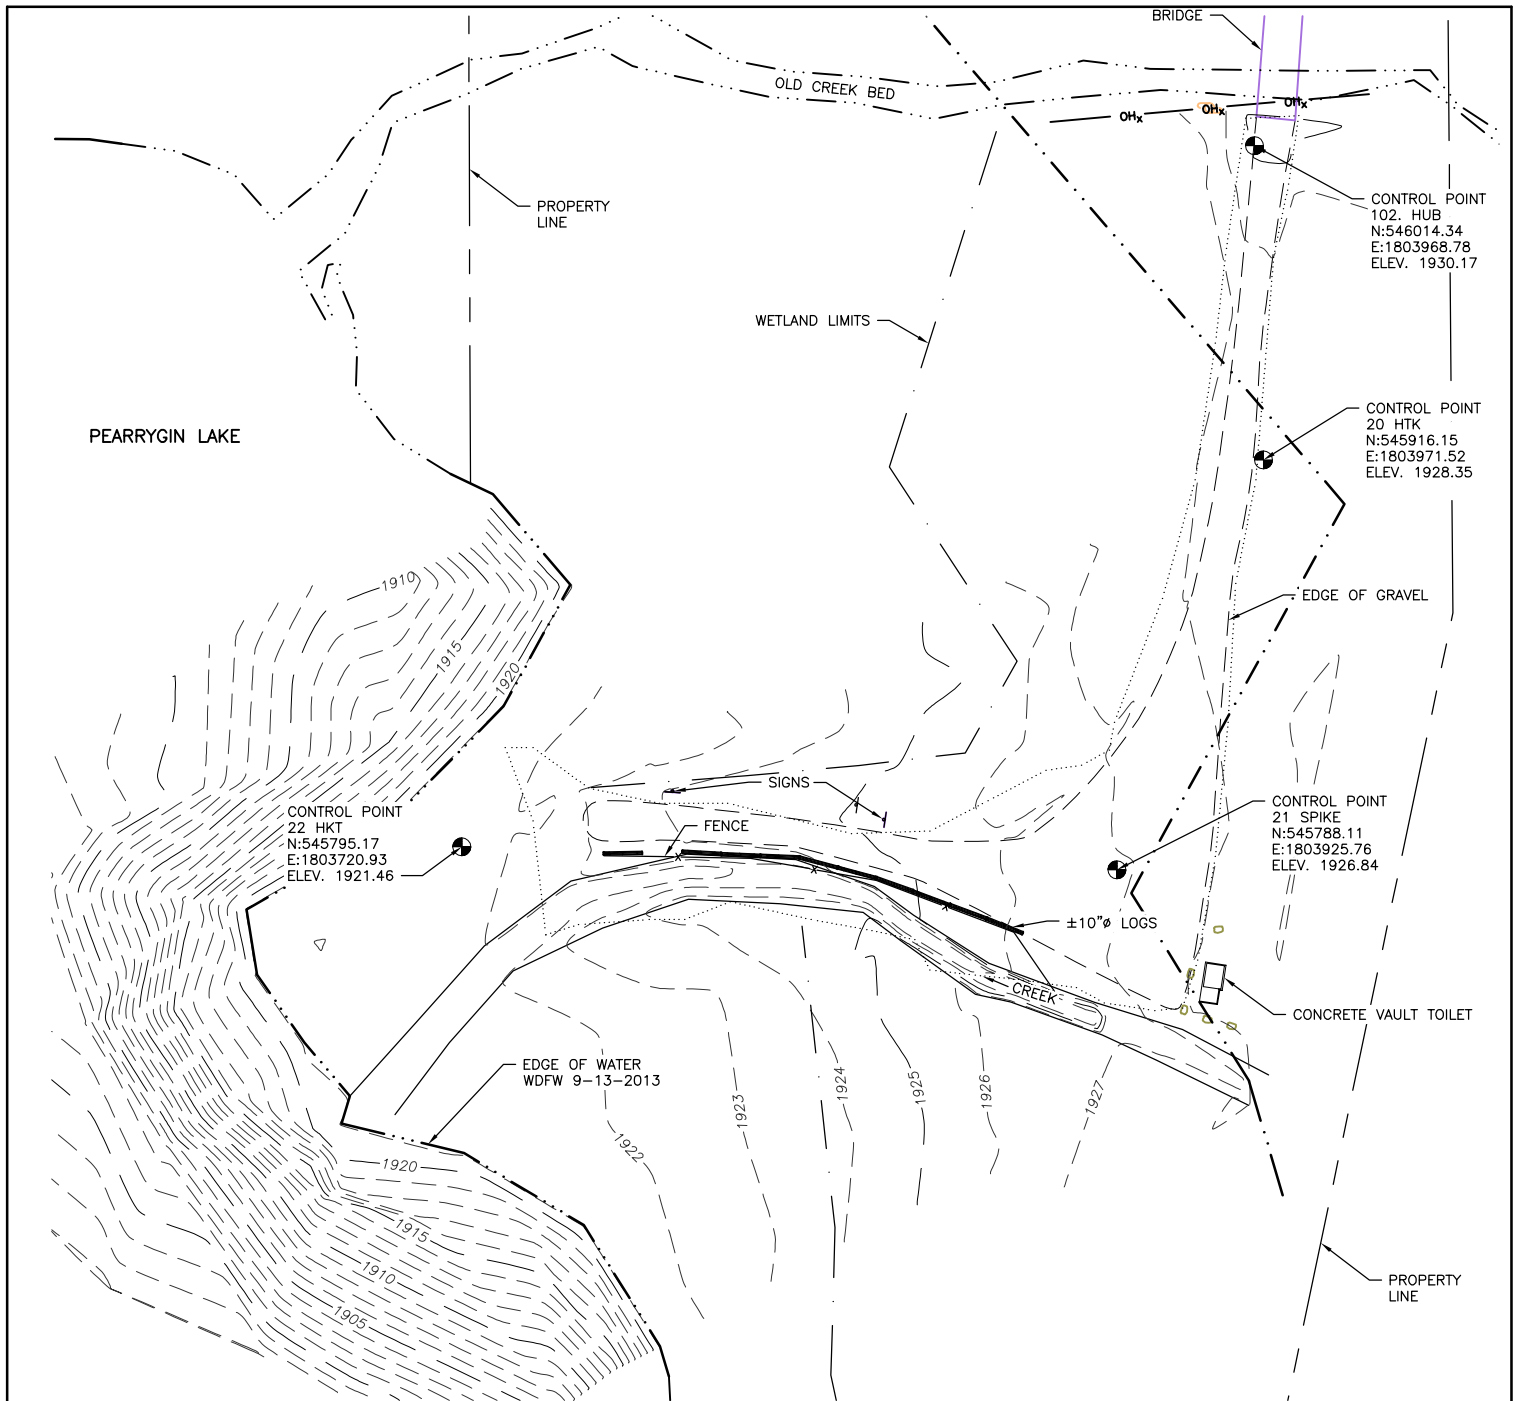 BRIDGE
OLD CREEK BED
OHx
OHx
OHx
PROPERTY
LINE
CONTROL POINT
102. HUB
N:546014.34
E:1803968.78
ELEV. 1930.17
WETLAND LIMITS
PEARRYGIN LAKE
CONTROL POINT
20 HTK
N:545916.15
E:1803971.52
ELEV. 1928.35
1910
EDGE OF GRAVEL
1915
1920
SIGNS
CONTROL POINT
22 HKT
N:545795.17
E:1803720.93
ELEV. 1921.46
FENCE
x
x
x
CONTROL POINT
21 SPIKE
N:545788.11
E:1803925.76
ELEV. 1926.84
±10"ø LOGS
CREEK
CONCRETE VAULT TOILET
EDGE OF WATER
WDFW 9-13-2013
1922
1923
1924
1925
1926
1927
1920
1915
1910
1905
PROPERTY
LINE